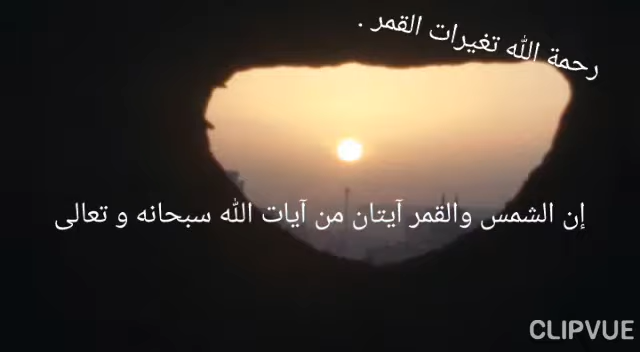 رحمة الله تغيرات القمر .
إن الشمس والقمر آيتان من آيات الله سبحانه و تعالى
CLIPVUE